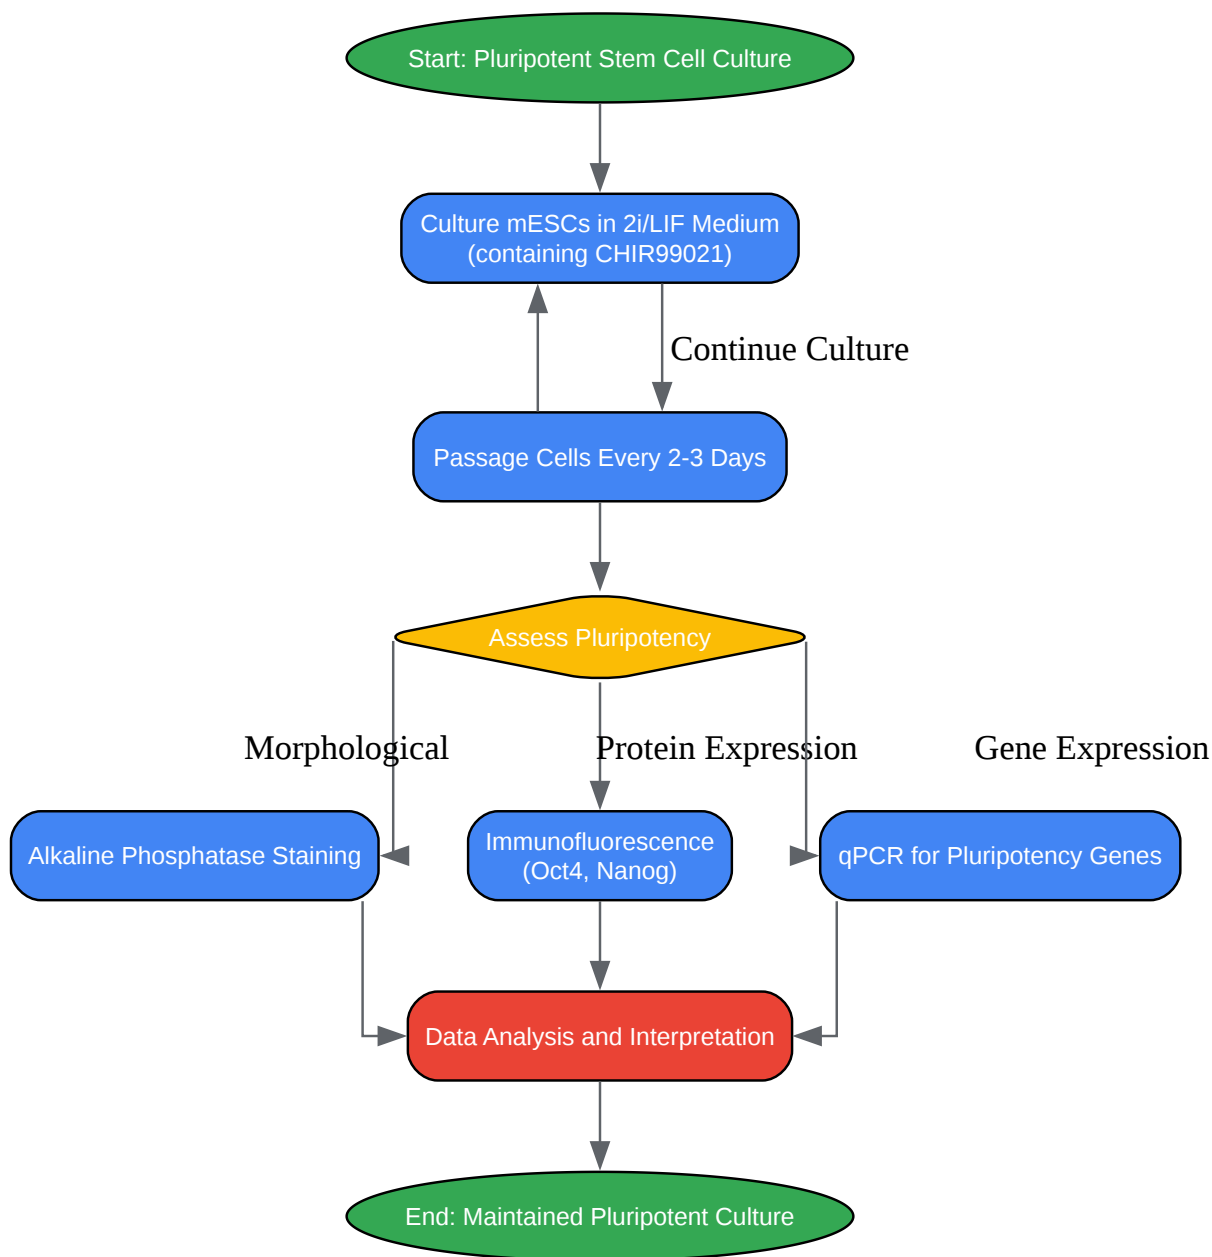 Start: Pluripotent Stem Cell Culture
Culture mESCs in 2i/LIF Medium
(containing CHIR99021)
Continue Culture
Passage Cells Every 2-3 Days
Assess Pluripotency
Morphological
Protein Expression
Gene Expression
Alkaline Phosphatase Staining
Immunofluorescence
(Oct4, Nanog)
qPCR for Pluripotency Genes
Data Analysis and Interpretation
End: Maintained Pluripotent Culture